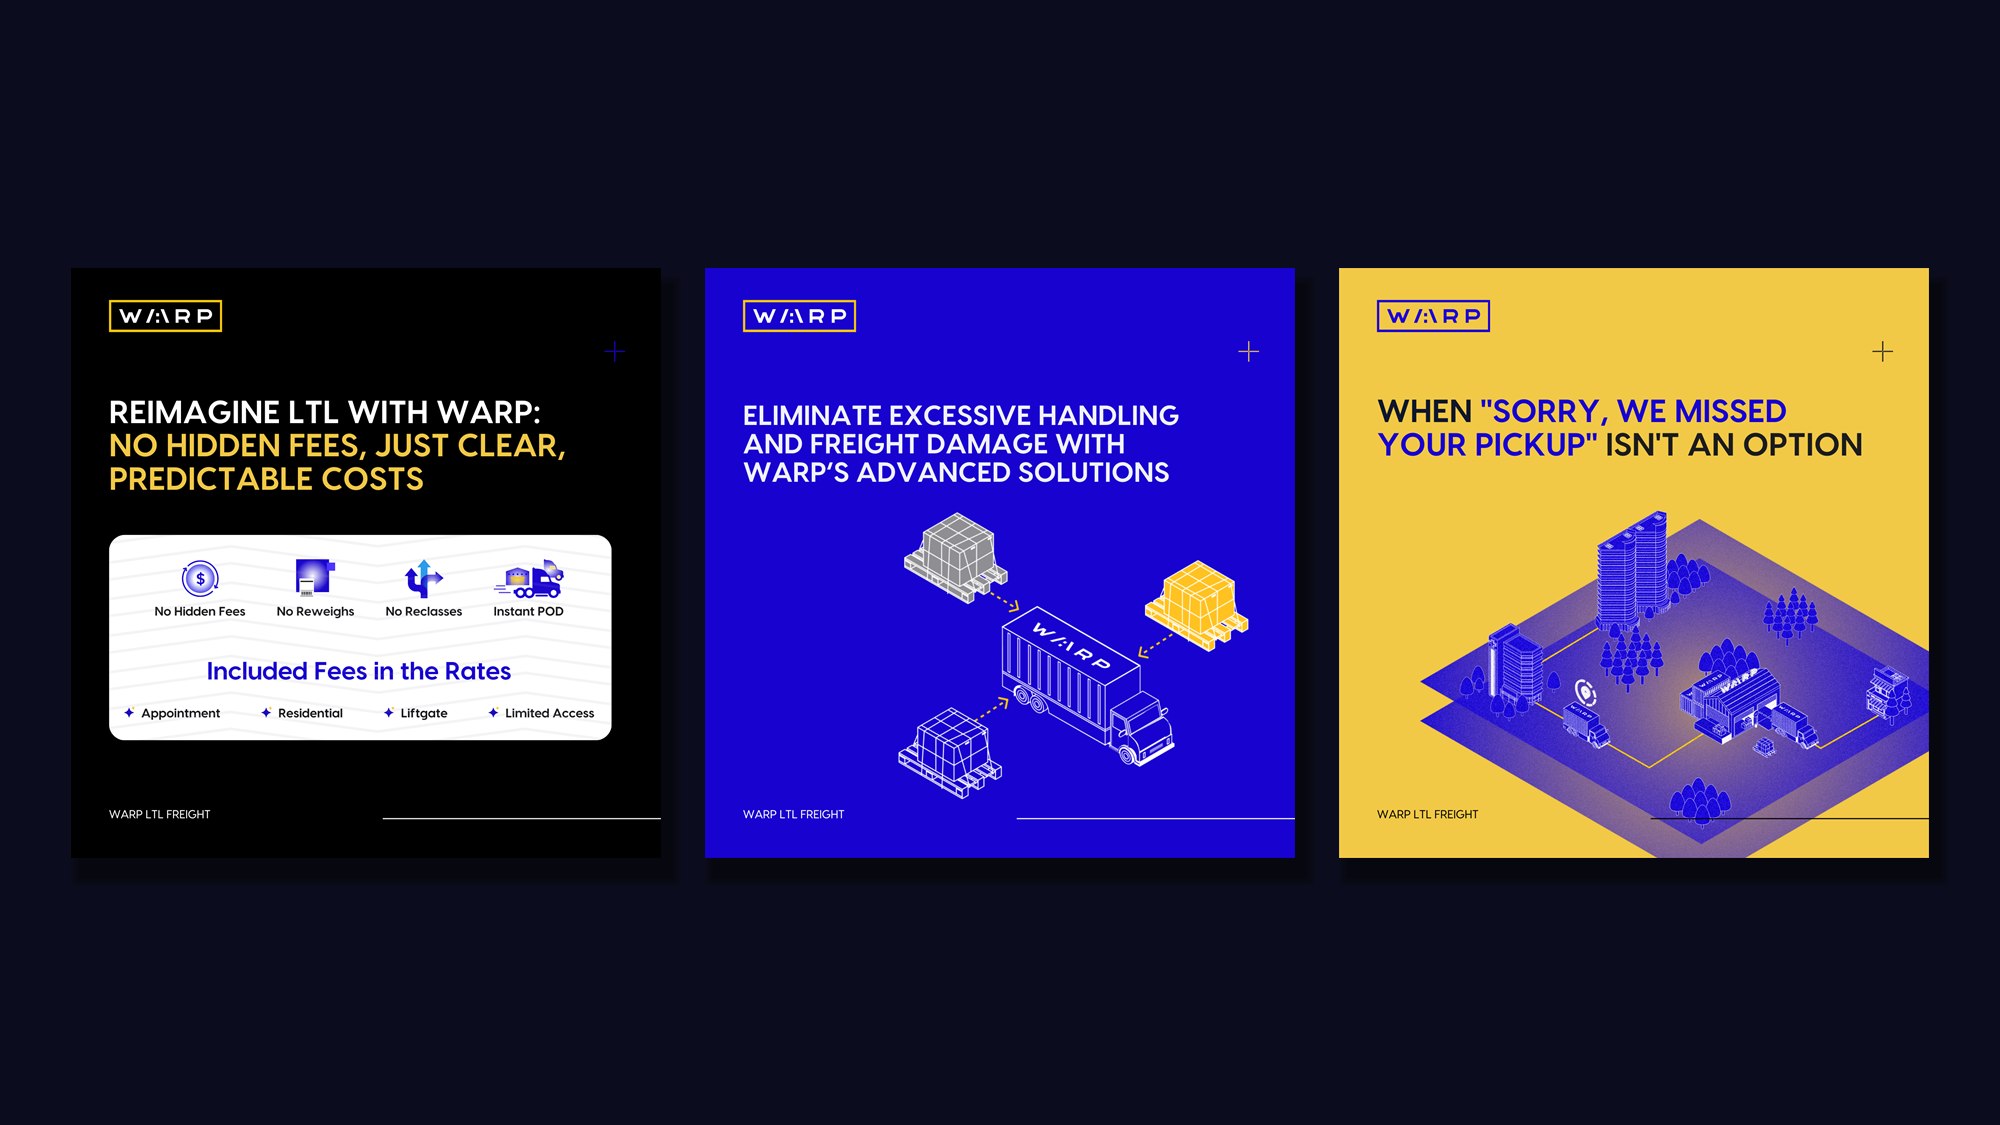 WARP
REIMAGINE LTL WITH WARP:
NO HIDDEN FEES, JUST CLEAR,
PREDICTABLE COSTS
$
No Hidden Fees
No Reweighs
No Reclasses
Instant POD
Included Fees in the Rates
Appointment
Residential
Liftgate
Limited Access
WARP LTL FREIGHT
WARP
ELIMINATE EXCESSIVE HANDLING
AND FREIGHT DAMAGE WITH
WARP’S ADVANCED SOLUTIONS
WARP
WARP LTL FREIGHT
WARP
WHEN "SORRY, WE MISSED
YOUR PICKUP" ISN'T AN OPTION
WARP
WARP
WARP
WARP
WARP LTL FREIGHT